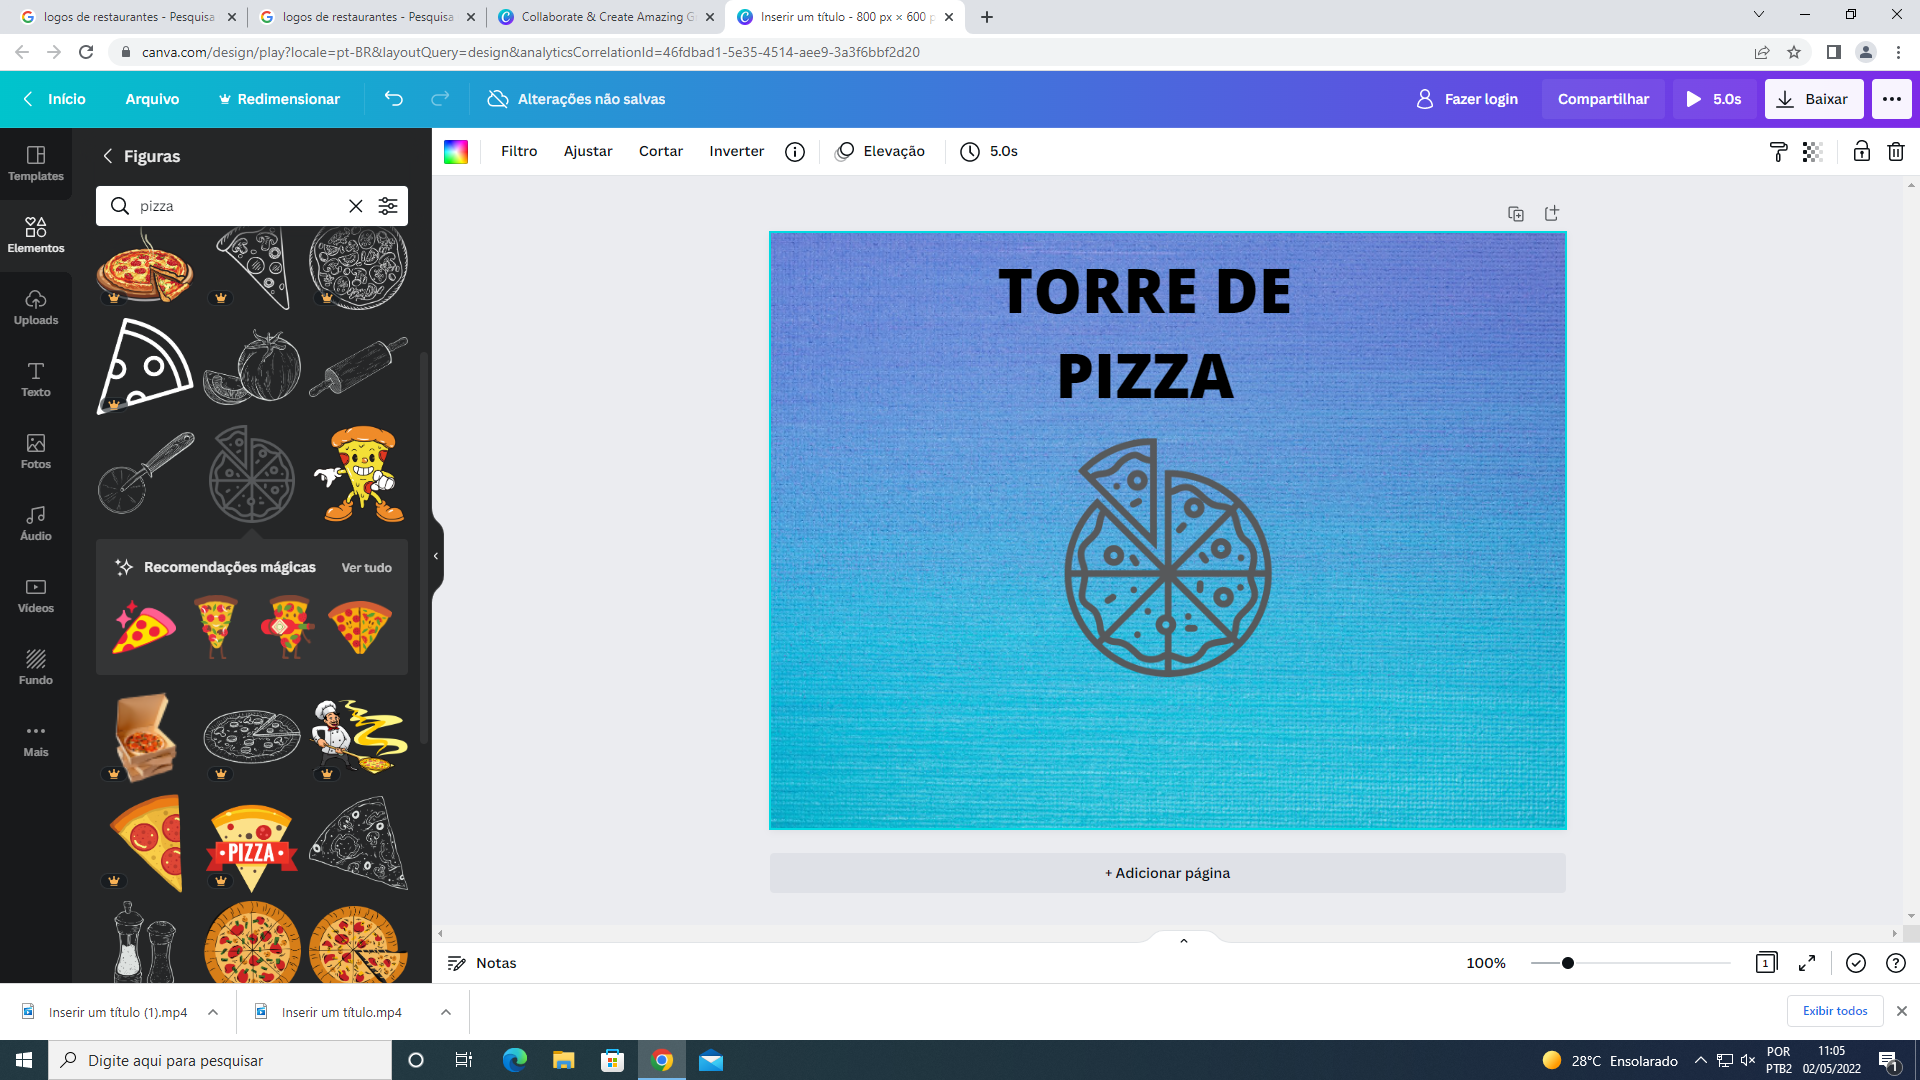 logos de restaurantes - Pesquisa
logos de restaurantes - Pesquisa
Collaborate & Create Amazing G
Inserir um título - 800 px × 600 p
canva.com/design/play?locale=pt-BR&layoutQuery=design&analyticsCorrelationId=46fdbad1-5e35-4514-aee9-3a3f6bbf2d20
Início
Arquivo
Redimensionar
Alterações não salvas
Fazer login
Compartilhar
5.0s
Baixar
Filtro
Ajustar
Cortar
Inverter
Elevação
5.0s
Templates
Elementos
Uploads
Texto
Fotos
Áudio
Vídeos
Fundo
Mais
Figuras
pizza
Recomendações mágicas
Ver tudo
PIZZA
TORRE DE
PIZZA
+ Adicionar página
Notas
100%
1
Inserir um título (1).mp4
Inserir um título.mp4
Exibir todos
Digite aqui para pesquisar
28°C Ensolarado
POR
PTB2
11:05
02/05/2022
1